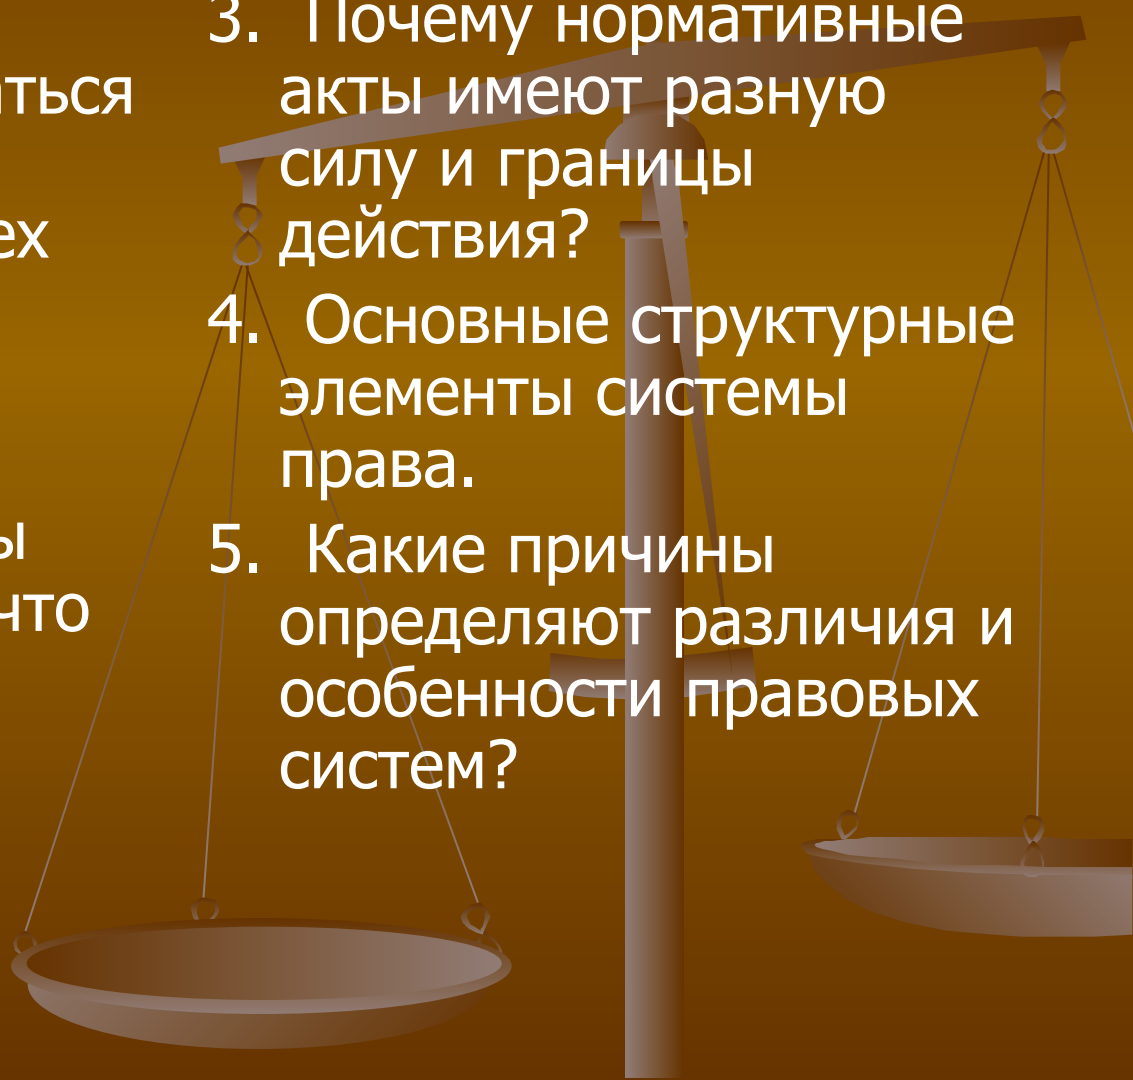 3. Почему нормативные
акты имеют разную
силу и границы
действия?
4. Основные структурные
элементы системы
права.
5. Какие причины
определяют различия и
особенности правовых
систем?
что